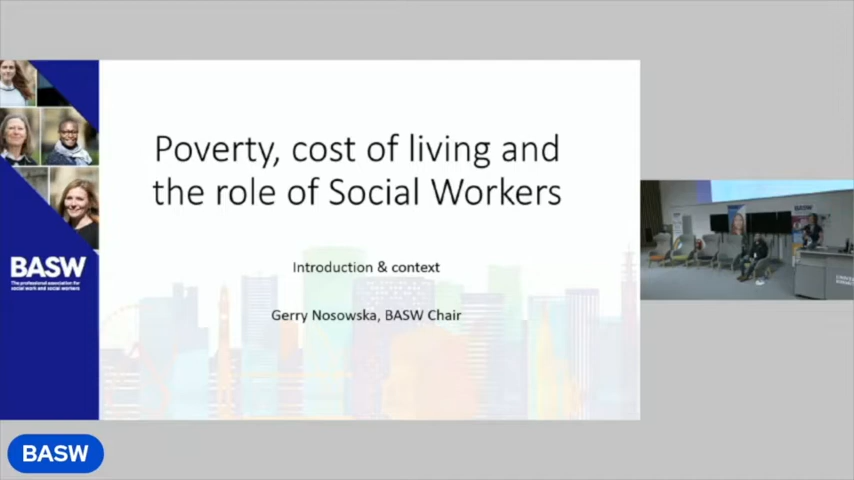 Poverty, cost of living and
the role of Social Workers
Introduction & context
Gerry Nosowska, BASW Chair
BASW
The professional association for
social work and social workers
BASW
BASW